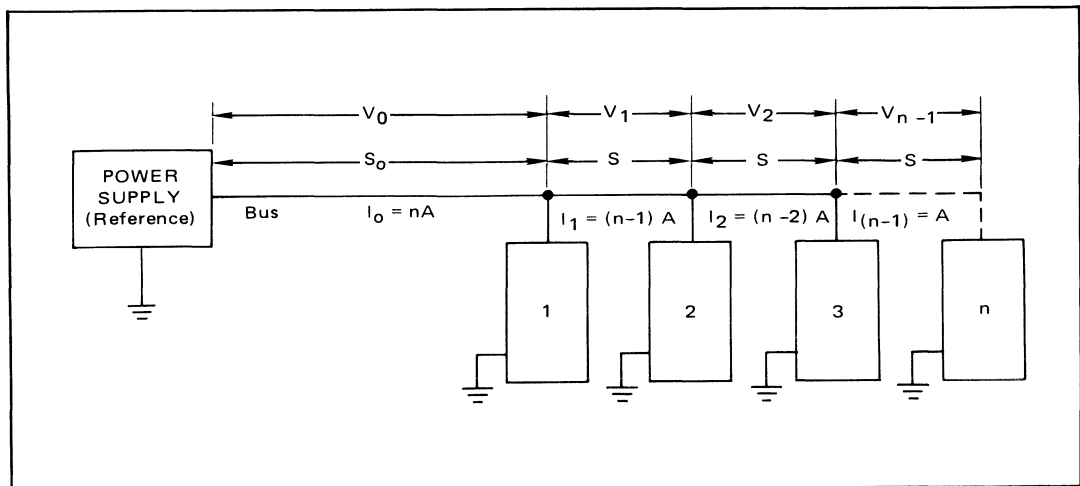 V₀ V₁ V₂ Vₙ₋₁
S₀ S S S
POWER
SUPPLY
(Reference)
Bus I₀ = nA I₁ = (n-1) A I₂ = (n-2) A I₍ₙ₋₁₎ = A
1 2 3 n